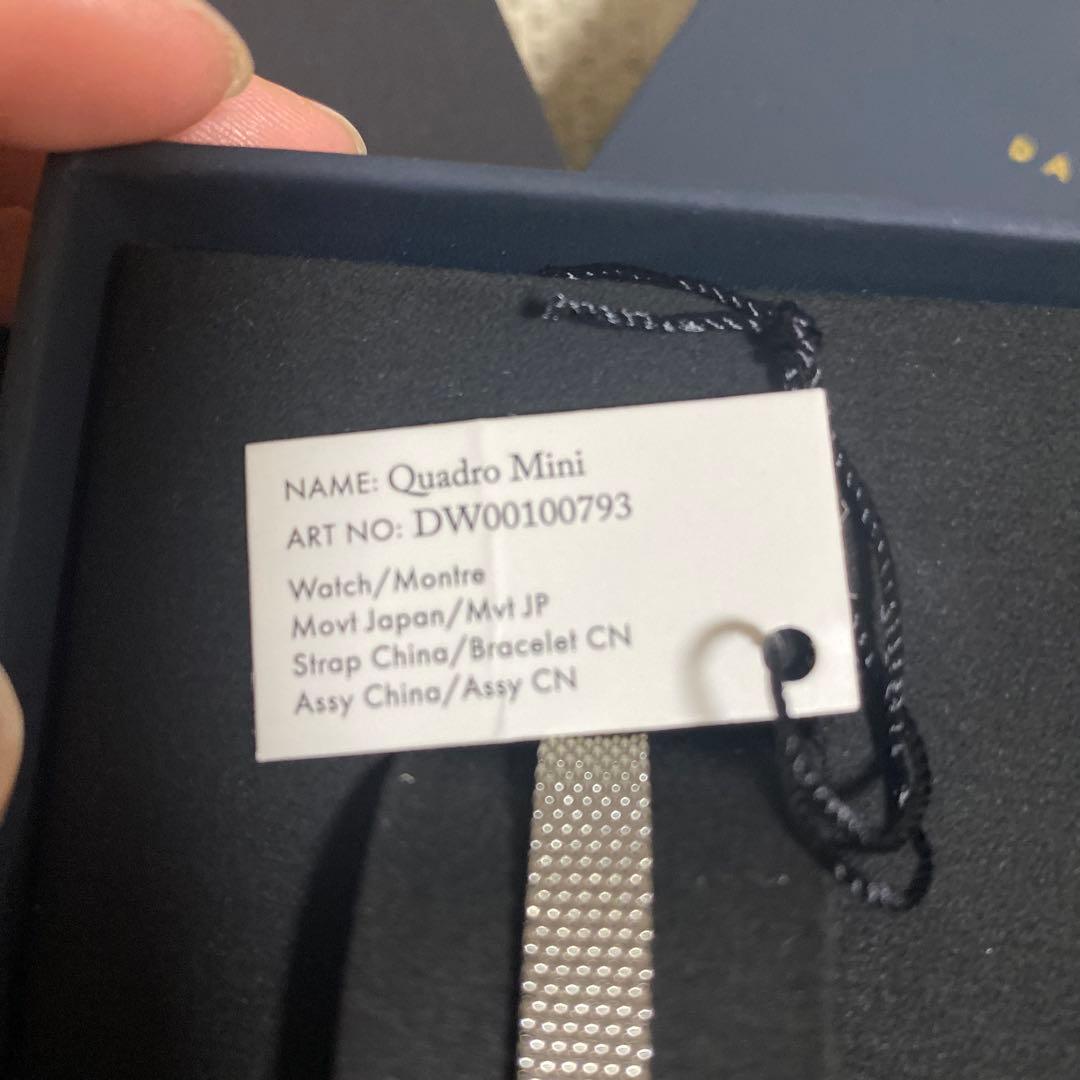 DA
NAME: Quadro Mini
ART NO: DW00100793
Watch/Montre
Movt Japan/Mvt JP
Strap China/Bracelet CN
Assy China/Assy CN